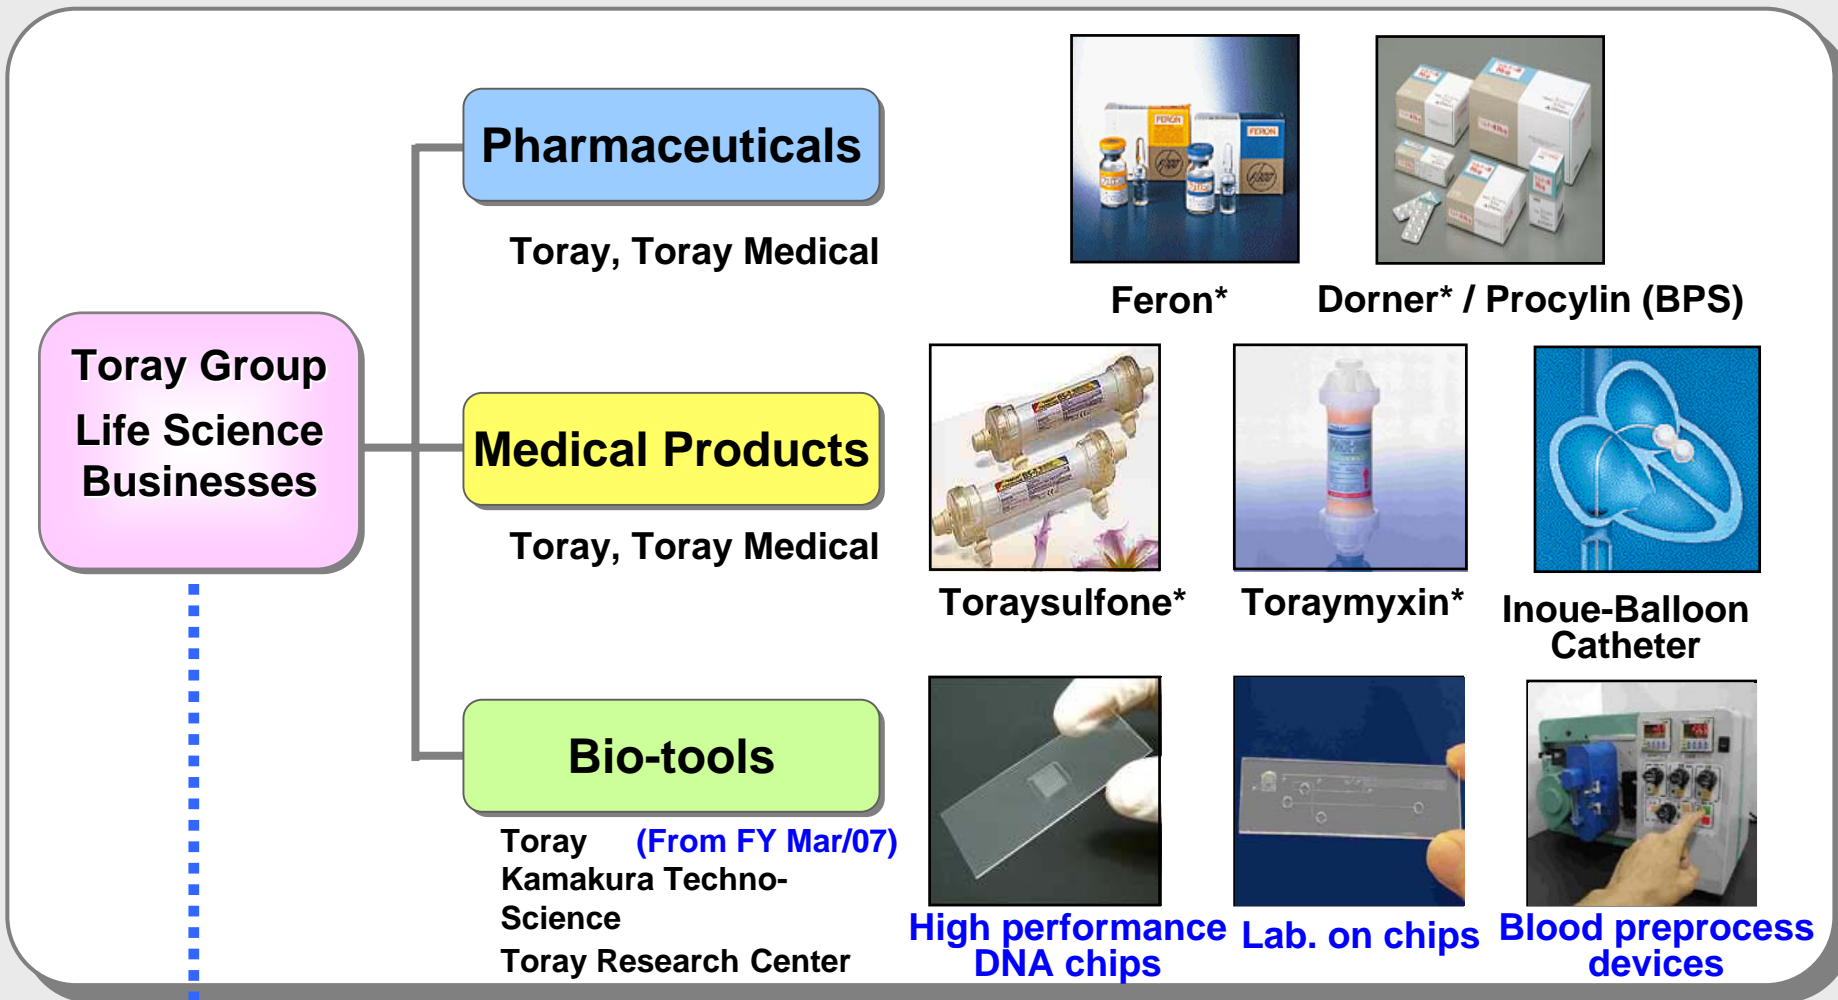 Pharmaceuticals
Toray, Toray Medical
FERON
FERON
Feron*
Dorner* / Procylin (BPS)
Toray Group
Life Science
Businesses
Medical Products
Toray, Toray Medical
Toraysulfone*
Toraymyxin*
Inoue-Balloon
Catheter
Bio-tools
Toray (From FY Mar/07)
Kamakura Techno-
Science
Toray Research Center
High performance
DNA chips
Lab. on chips
Blood preprocess
devices